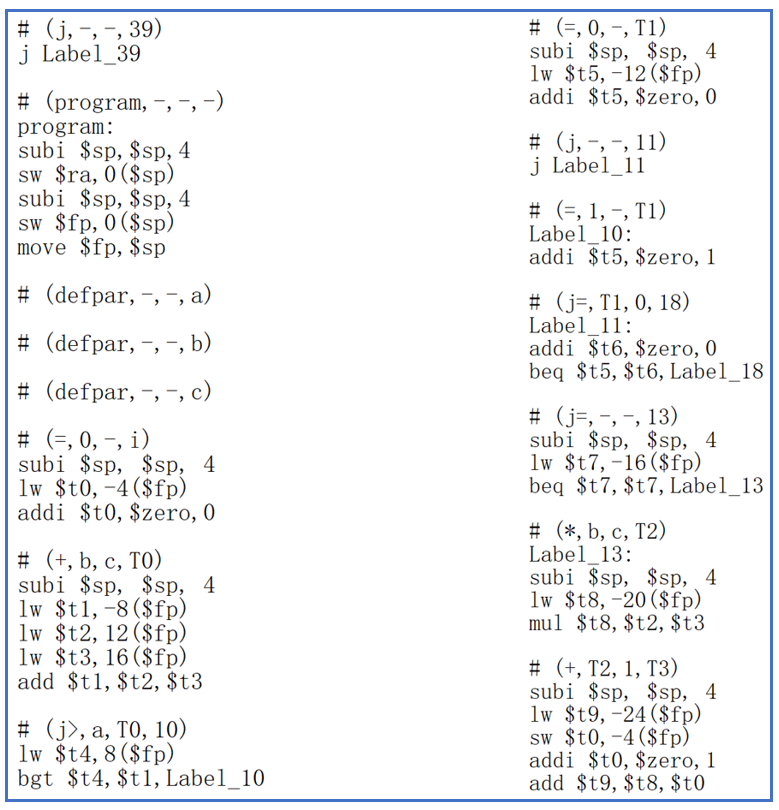 # (j,-,-,39)
j Label_39
# (program,-,-,-)
program:
subi $sp,$sp,4
sw $ra,0($sp)
subi $sp,$sp,4
sw $fp,0($sp)
move $fp,$sp
# (defpar,-,-,a)
# (defpar,-,-,b)
# (defpar,-,-,c)
# (=,0,-,i)
subi $sp, $sp, 4
lw $t0,-4($fp)
addi $t0,$zero,0
# (+,b,c,T0)
subi $sp, $sp, 4
lw $t1,-8($fp)
lw $t2,12($fp)
lw $t3,16($fp)
add $t1,$t2,$t3
# (j>,a,T0,10)
lw $t4,8($fp)
bgt $t4,$t1,Label_10
# (=,0,-,T1)
subi $sp, $sp, 4
lw $t5,-12($fp)
addi $t5,$zero,0
# (j,-,-,11)
j Label_11
# (=,1,-,T1)
Label_10:
addi $t5,$zero,1
# (j=,T1,0,18)
Label_11:
addi $t6,$zero,0
beq $t5,$t6,Label_18
# (j=,-,-,13)
subi $sp, $sp, 4
lw $t7,-16($fp)
beq $t7,$t7,Label_13
# (*,b,c,T2)
Label_13:
subi $sp, $sp, 4
lw $t8,-20($fp)
mul $t8,$t2,$t3
# (+,T2,1,T3)
subi $sp, $sp, 4
lw $t9,-24($fp)
sw $t0,-4($fp)
addi $t0,$zero,1
add $t9,$t8,$t0